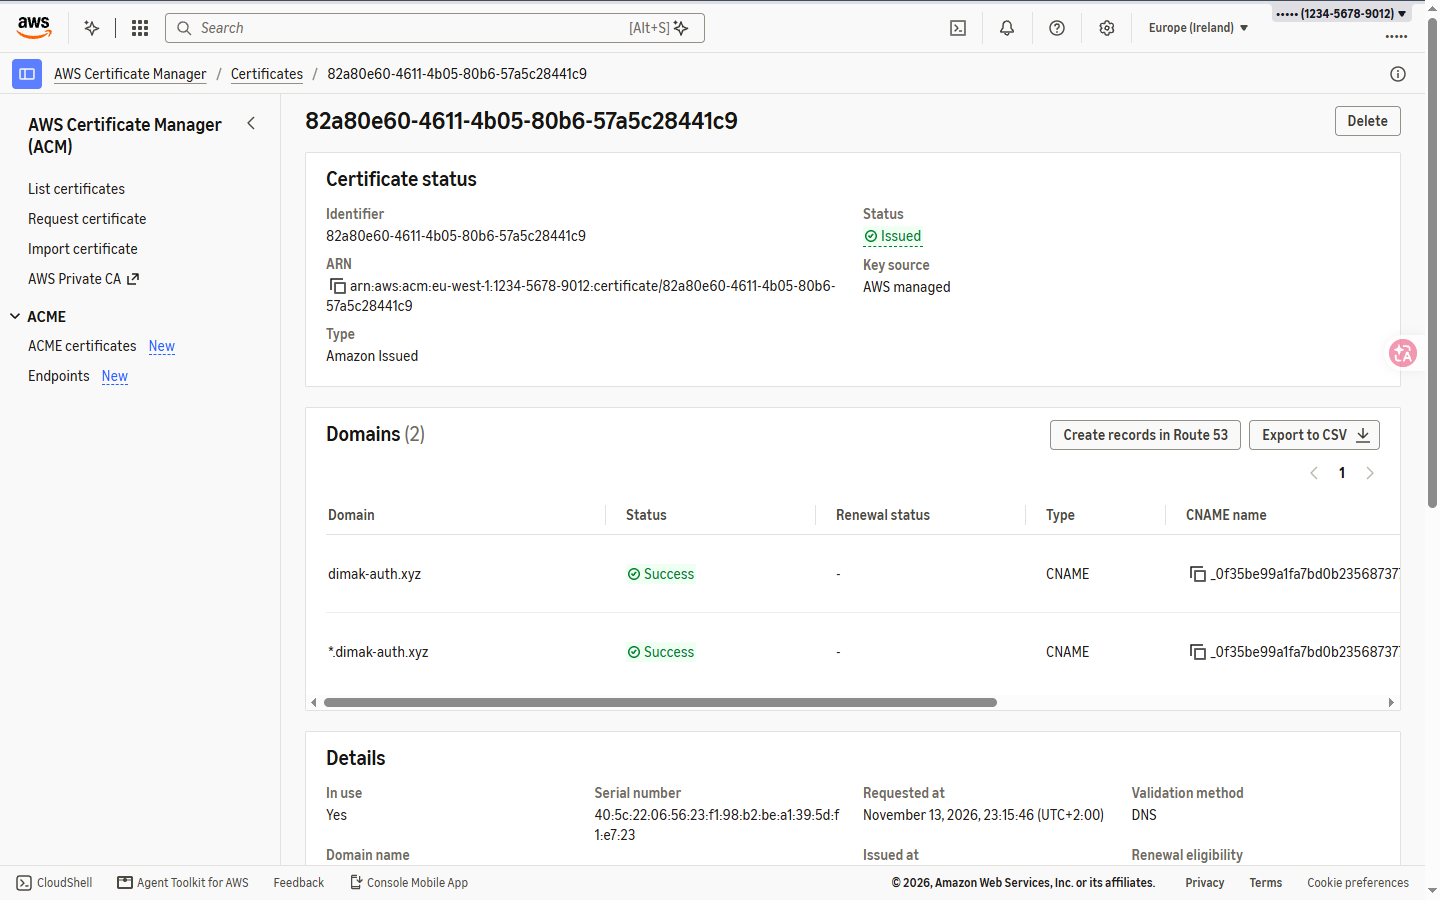 aws
Search [Alt+S]
Europe (Ireland)
••••• (1234-5678-9012)
•••••
AWS Certificate Manager / Certificates / 82a80e60-4611-4b05-80b6-57a5c28441c9
AWS Certificate Manager
(ACM)
List certificates
Request certificate
Import certificate
AWS Private CA
ACME
ACME certificates New
Endpoints New
82a80e60-4611-4b05-80b6-57a5c28441c9
Delete
Certificate status
Identifier
82a80e60-4611-4b05-80b6-57a5c28441c9
Status
Issued
ARN
arn:aws:acm:eu-west-1:1234-5678-9012:certificate/82a80e60-4611-4b05-80b6-
57a5c28441c9
Key source
AWS managed
Type
Amazon Issued
Domains (2)
Create records in Route 53
Export to CSV
1
Domain Status Renewal status Type CNAME name
dimak-auth.xyz Success - CNAME _0f35be99a1fa7bd0b23568737
*.dimak-auth.xyz Success - CNAME _0f35be99a1fa7bd0b23568737
Details
In use
Yes
Serial number
40:5c:22:06:56:23:f1:98:b2:be:a1:39:5d:f
1:e7:23
Requested at
November 13, 2026, 23:15:46 (UTC+2:00)
Validation method
DNS
Domain name
Issued at
Renewal eligibility
CloudShell Agent Toolkit for AWS Feedback Console Mobile App
© 2026, Amazon Web Services, Inc. or its affiliates. Privacy Terms Cookie preferences